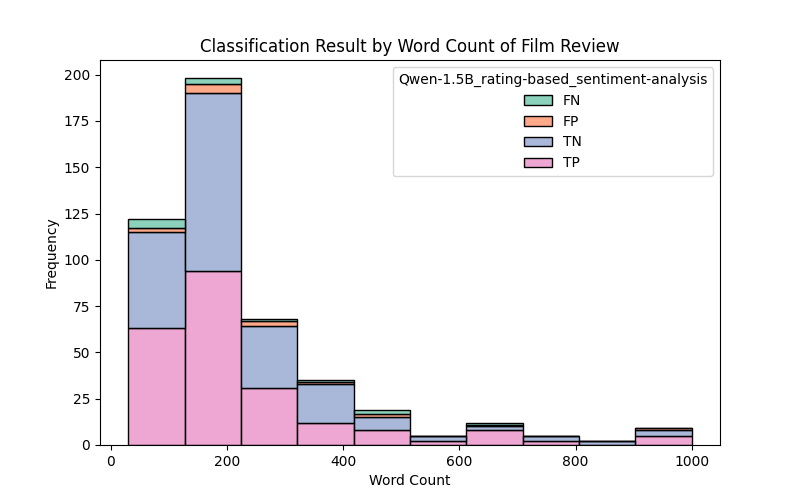 Classification Result by Word Count of Film Review
Qwen-1.5B_rating-based_sentiment-analysis
FN
FP
TN
TP
200
175
150
125
100
75
50
25
0
Frequency
0 200 400 600 800 1000
Word Count